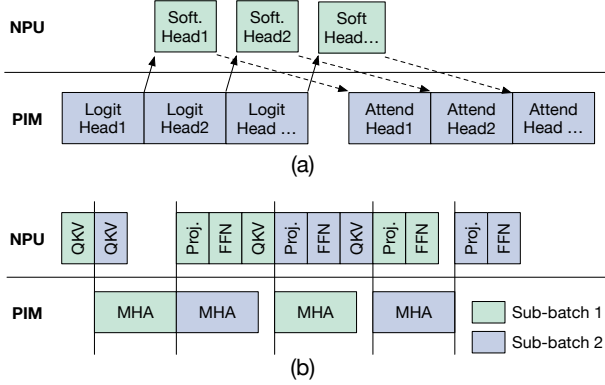 NPU
Soft.
Head1
Soft.
Head2
Soft
Head...
PIM
Logit
Head1
Logit
Head2
Logit
Head ...
Attend
Head1
Attend
Head2
Attend
Head ...
(a)
NPU
QKV
QKV
Proj.
FFN
QKV
Proj.
FFN
QKV
Proj.
FFN
Proj.
FFN
PIM
MHA
MHA
MHA
MHA
Sub-batch 1
Sub-batch 2
(b)